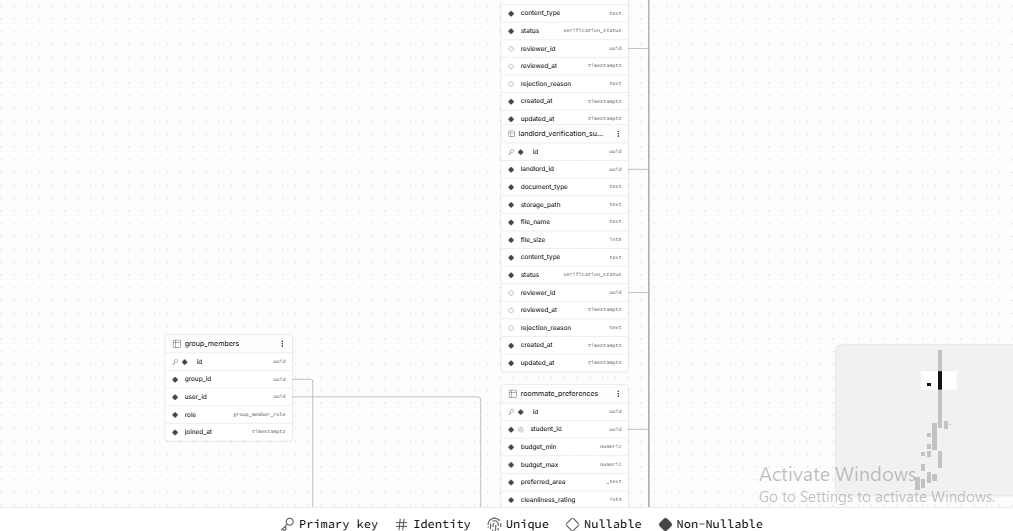 content_type text
status verification_status
reviewer_id uuid
reviewed_at timestamptz
rejection_reason text
created_at timestamptz
updated_at timestamptz
landlord_verification_su...
id uuid
landlord_id uuid
document_type text
storage_path text
file_name text
file_size int8
content_type text
status verification_status
reviewer_id uuid
reviewed_at timestamptz
rejection_reason text
created_at timestamptz
updated_at timestamptz
group_members
id uuid
group_id uuid
user_id uuid
role group_member_role
joined_at timestamptz
roommate_preferences
id uuid
student_id uuid
budget_min numeric
budget_max numeric
preferred_area _text
cleanliness_rating int4
Activate Windows
Go to Settings to activate Windows.
Primary key Identity Unique Nullable Non-Nullable